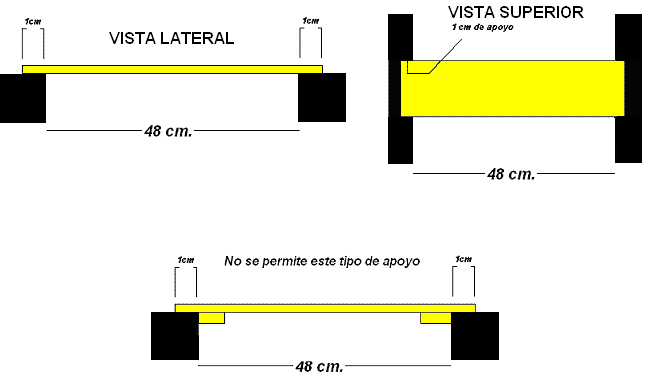 1cm
1cm
VISTA LATERAL
48 cm.
VISTA SUPERIOR
1 cm de apoyo
48 cm.
1cm
No se permite este tipo de apoyo
1cm
48 cm.